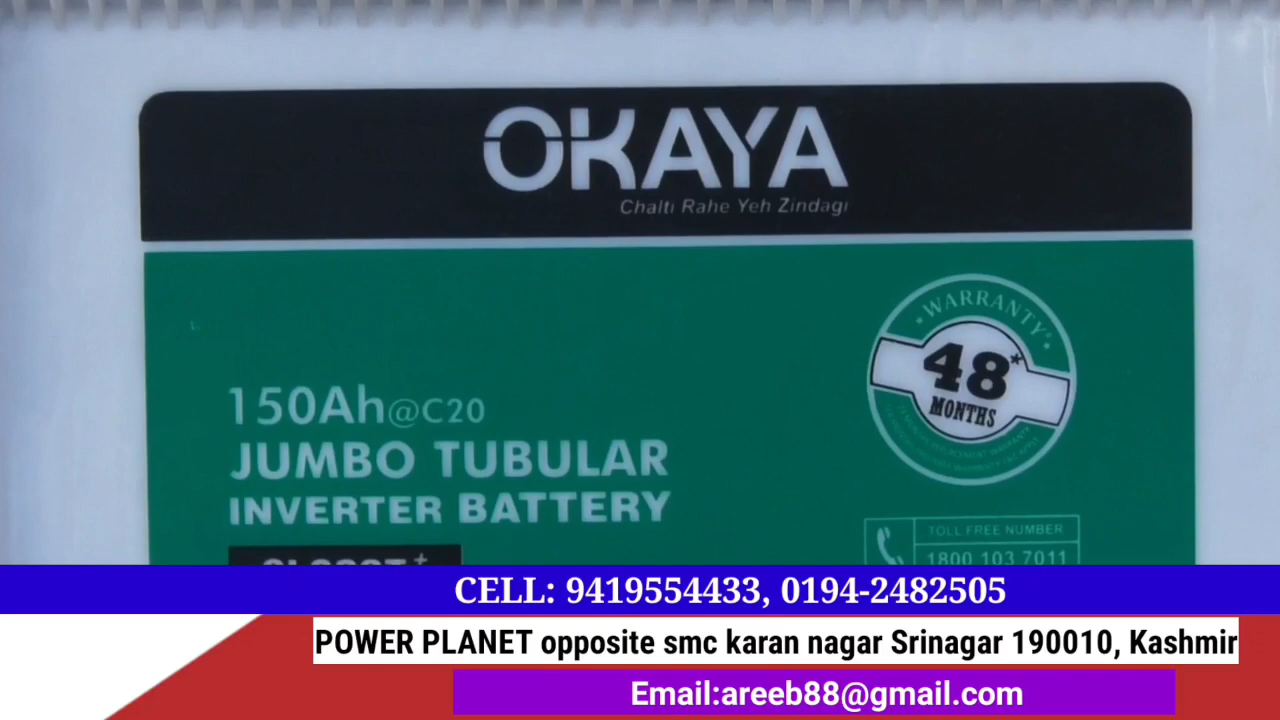 OKAYA
Chalti Rahe Yeh Zindagi
WARRANTY
48*
MONTHS
150Ah@C20
JUMBO TUBULAR
INVERTER BATTERY
TOLL FREE NUMBER
1800 103 7011
CELL: 9419554433, 0194-2482505
POWER PLANET opposite smc karan nagar Srinagar 190010, Kashmir
Email:areeb88@gmail.com